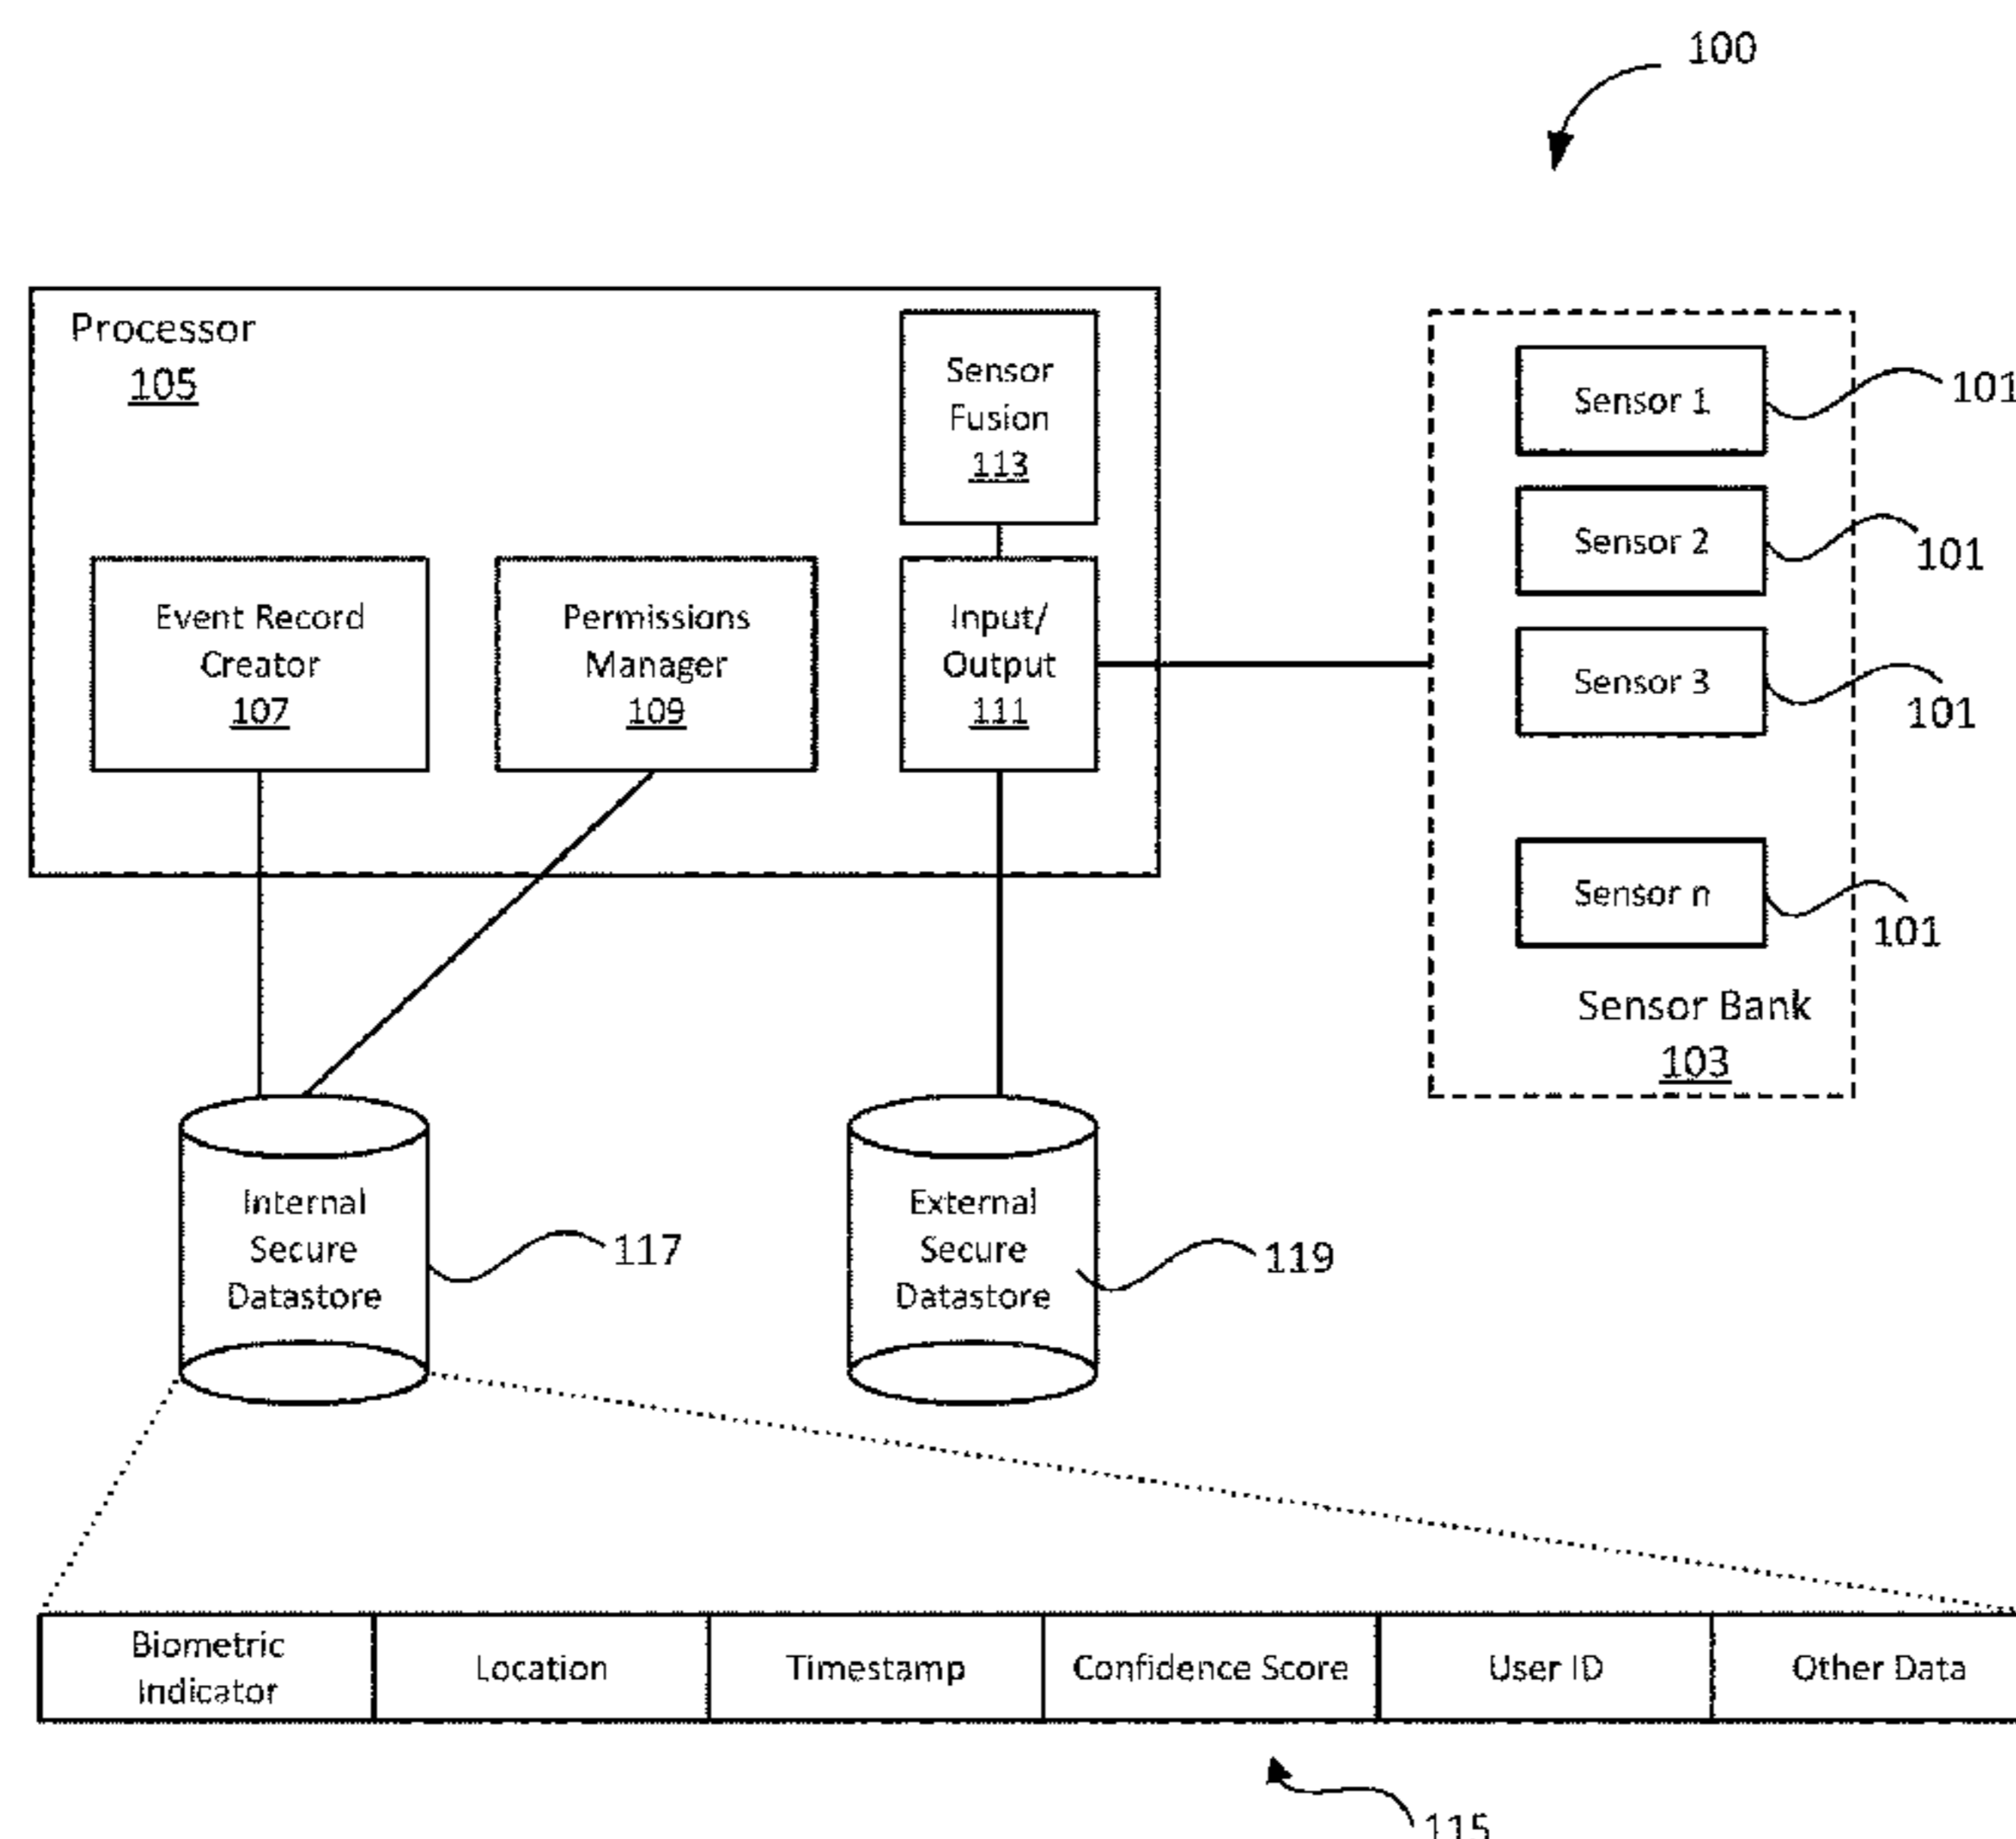 100
Processor
105
Sensor
Fusion
113
Event Record
Creator
107
Permissions
Manager
109
Input/
Output
111
Sensor 1
101
Sensor 2
101
Sensor 3
101
Sensor n
101
Sensor Bank
103
Internal
Secure
Datastore
117
External
Secure
Datastore
119
Biometric
Indicator
Location
Timestamp
Confidence Score
User ID
Other Data
115